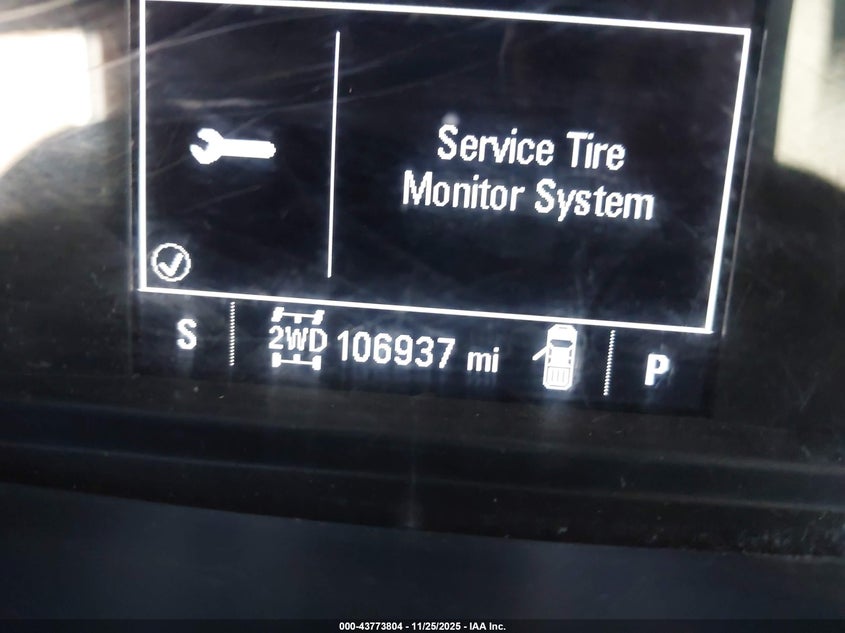 Service Tire
Monitor System
S 2WD 106937 mi P
000-43773804 - 11/25/2025 - IAA Inc.